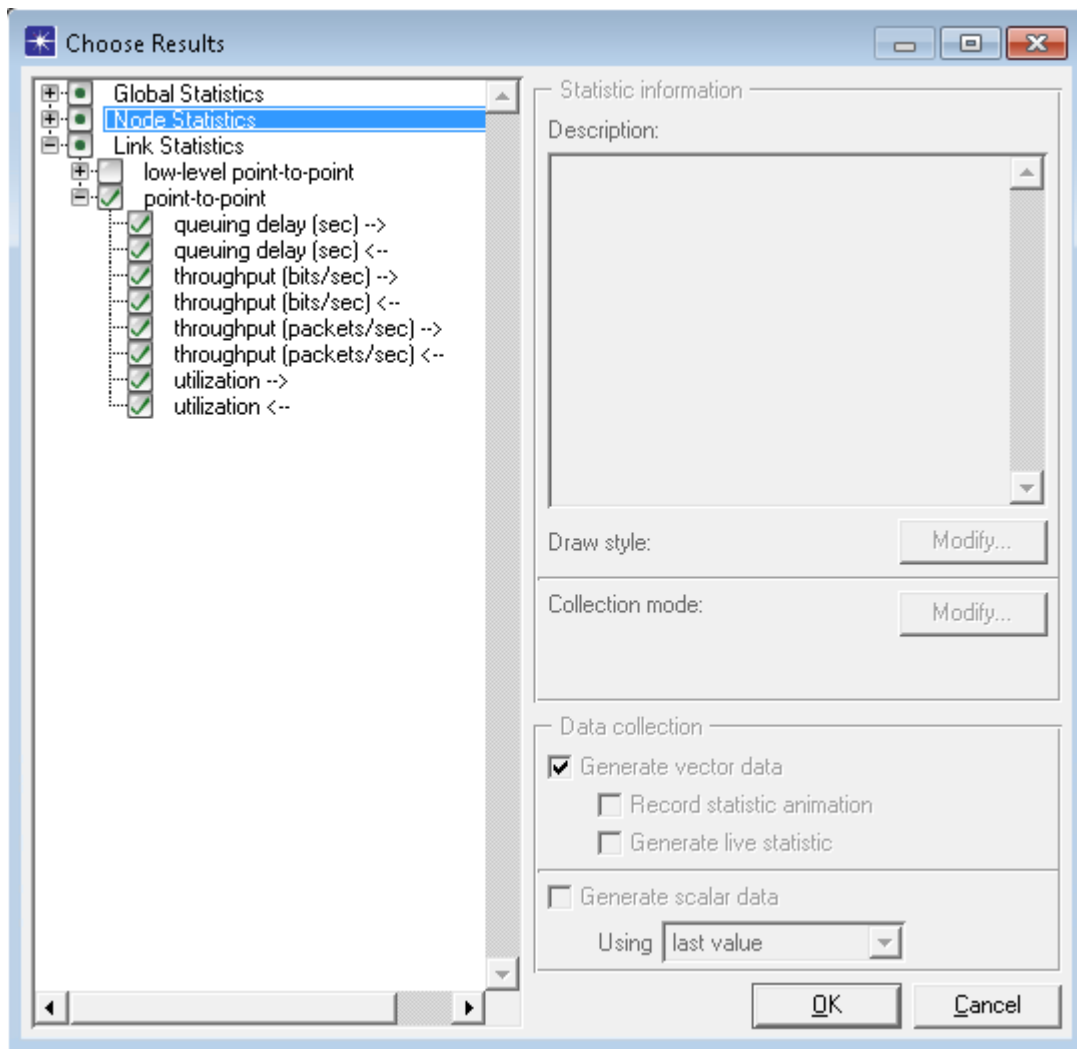 Choose Results
Global Statistics
Node Statistics
Link Statistics
low-level point-to-point
point-to-point
queuing delay (sec) -->
queuing delay (sec) <--
throughput (bits/sec) -->
throughput (bits/sec) <--
throughput (packets/sec) -->
throughput (packets/sec) <--
utilization -->
utilization <--
Statistic information
Description:
Draw style:
Modify...
Collection mode:
Modify...
Data collection
Generate vector data
Record statistic animation
Generate live statistic
Generate scalar data
Using last value
OK
Cancel